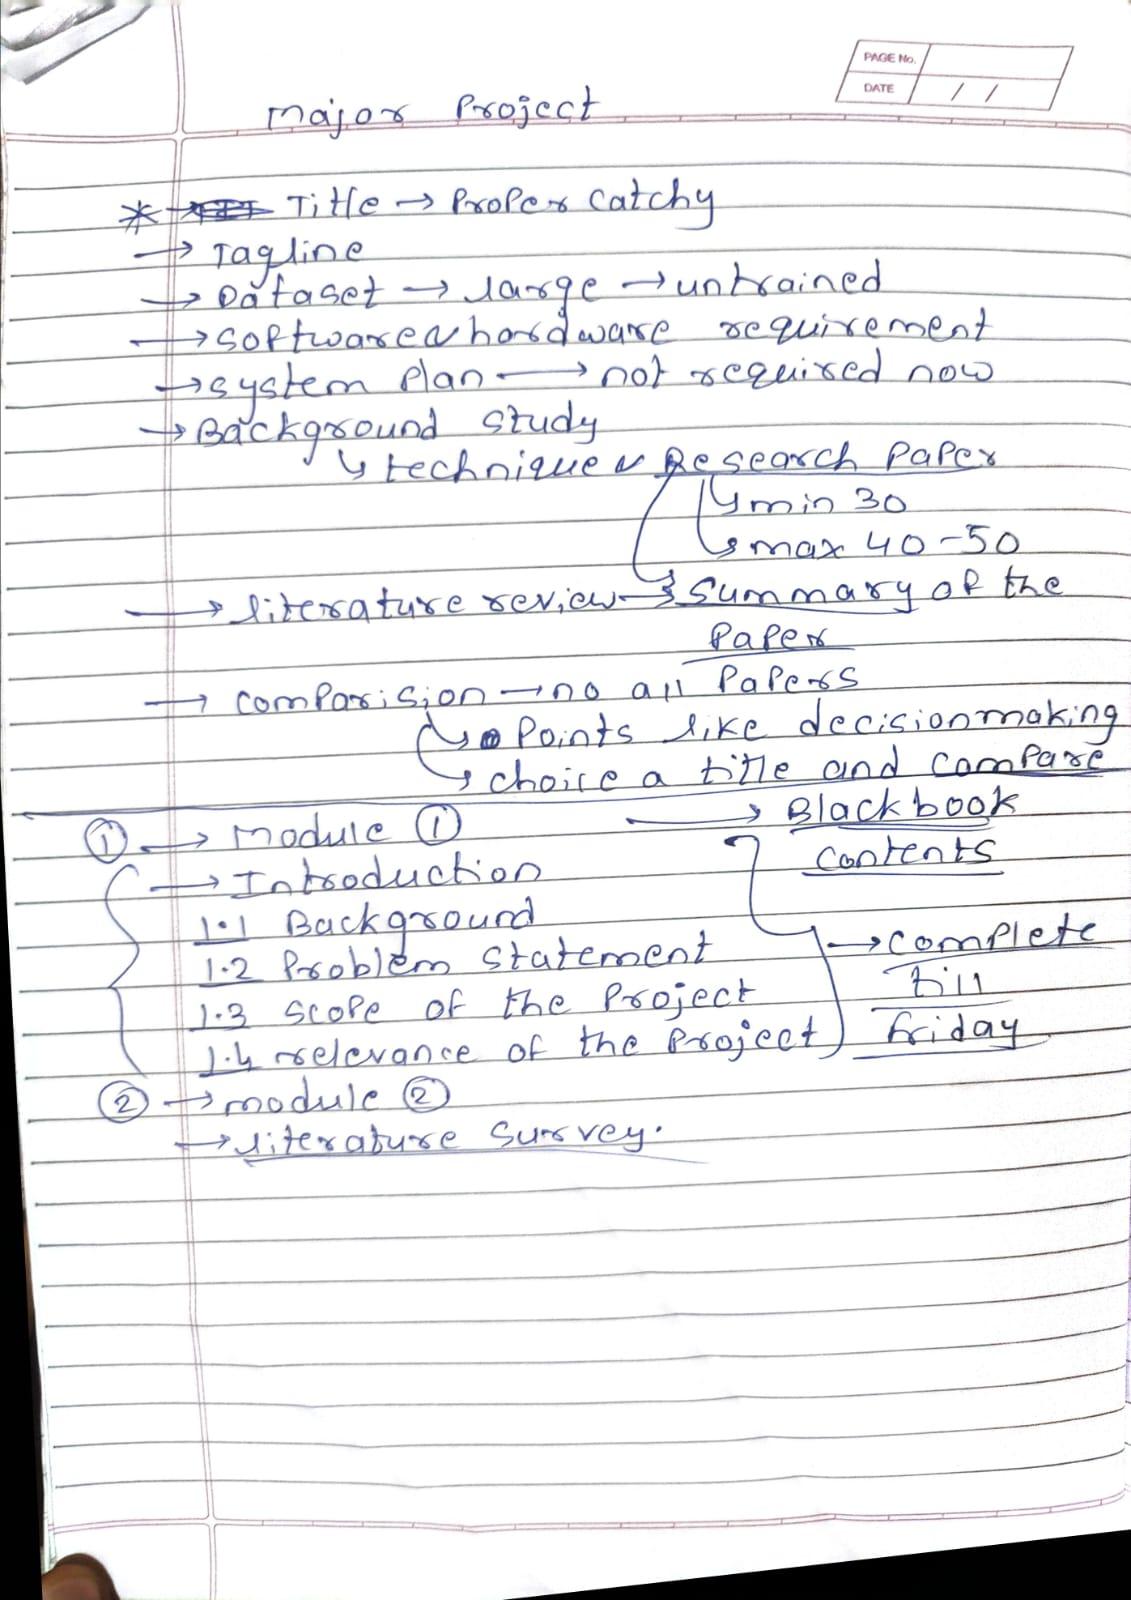 PAGE No.
DATE / /
Major Project
* Title → Proper catchy
→ Tagline
→ Dataset → large → untrained
→ software & hardware requirement
→ system plan → not required now
→ Background study
↳ technique & Research Paper
↳ min 30
↳ max 40-50
→ literature review → summary of the
Paper
→ comparision → no all Papers
↳ Points like decisionmaking
↳ choice a title and compare
→ Blackbook
contents
① → Module ①
→ Introduction
1.1 Background
1.2 Problem statement
1.3 scope of the Project
1.4 relevance of the Project
→ complete
till
friday
② → module ②
→ literature survey.